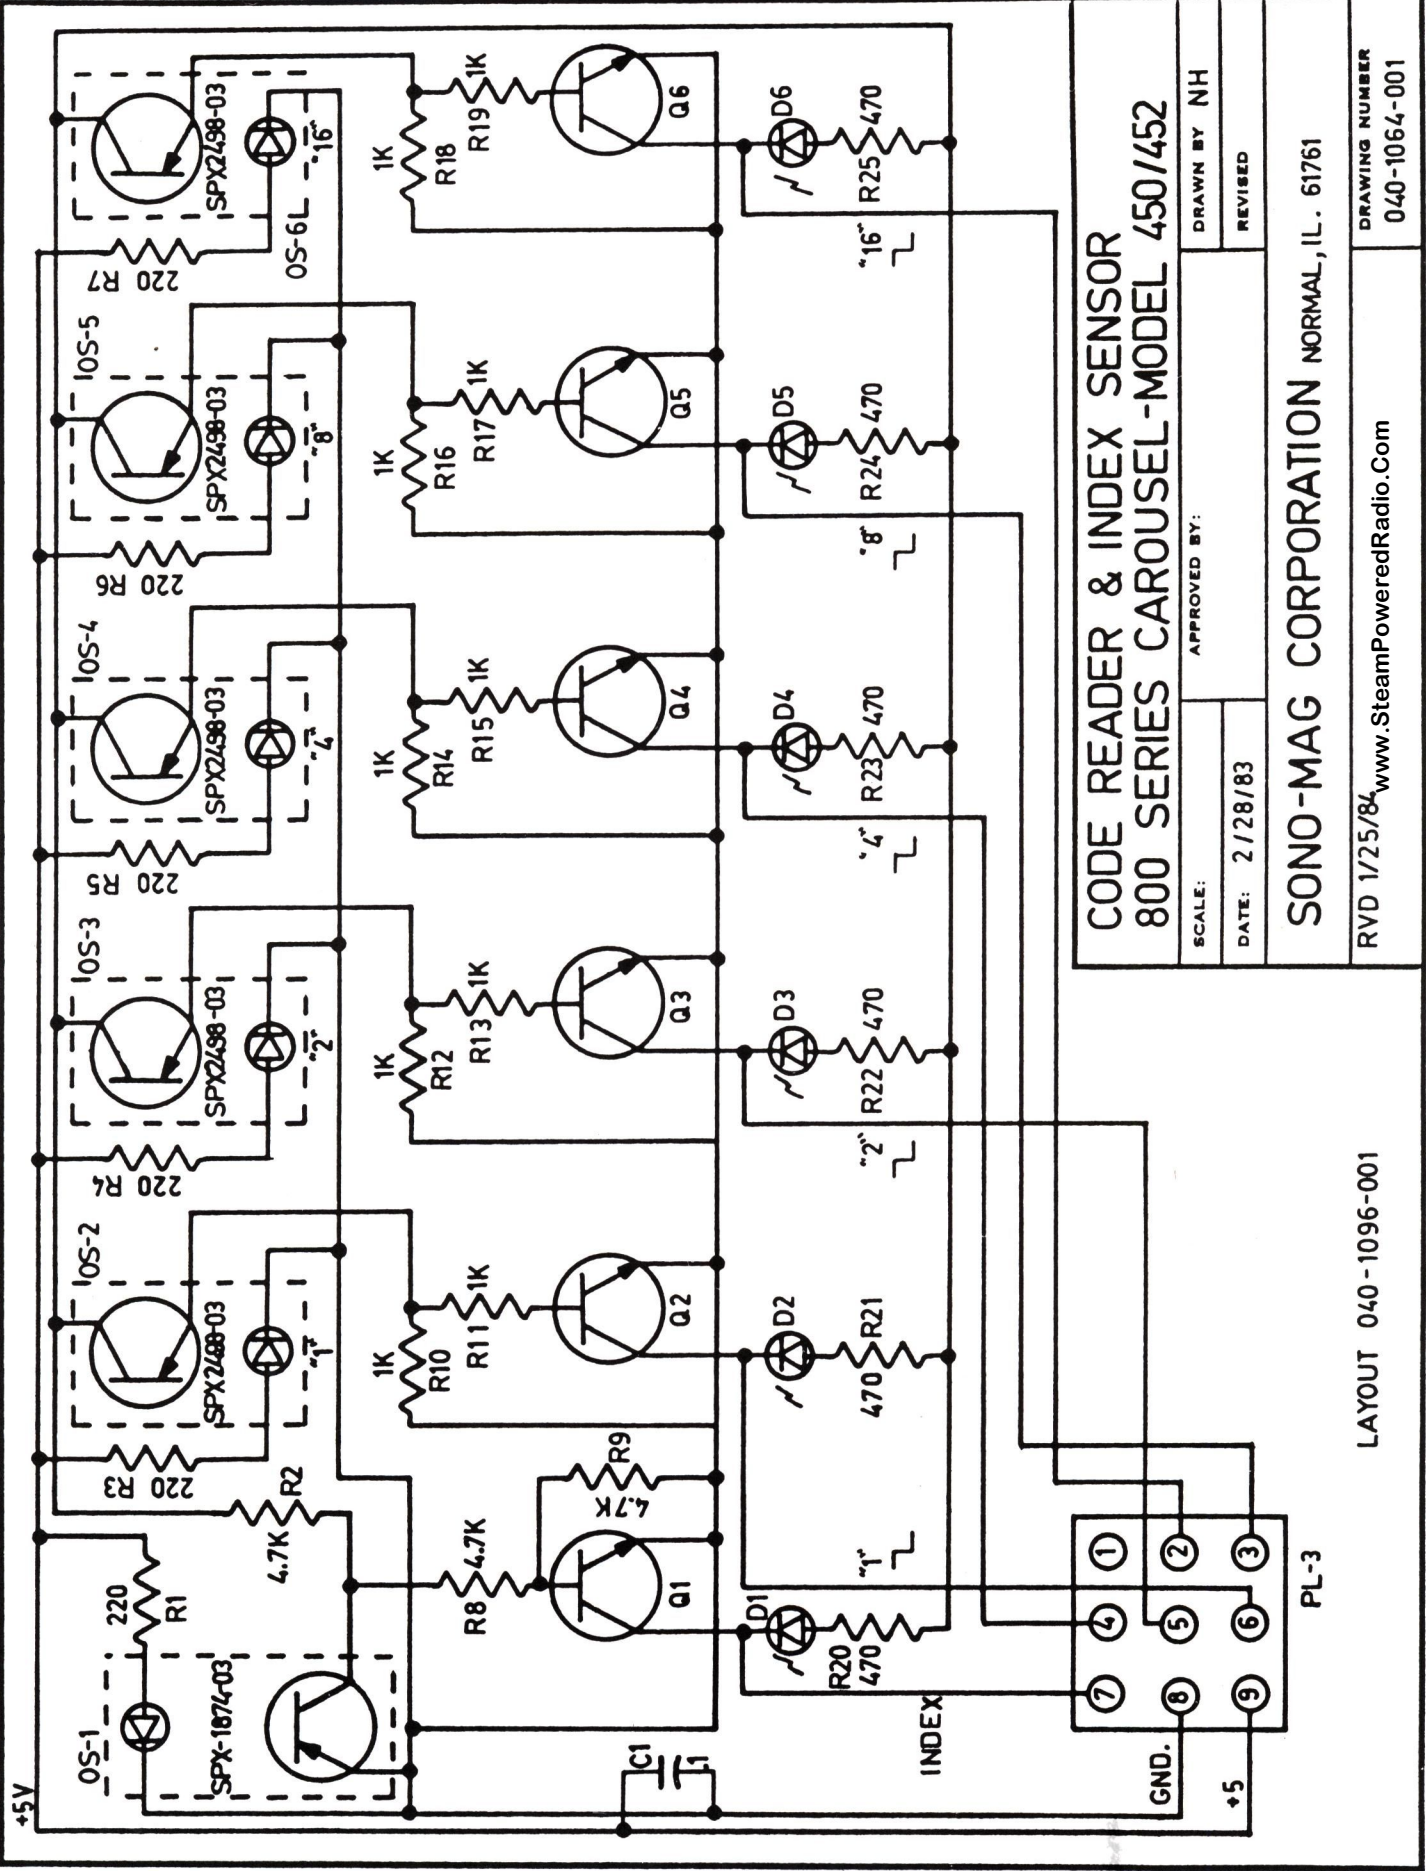 +5V
OS-1
SPX-1874-03
220
R1
4.7K
R2
220 R3
OS-2
SPX2498-03
"1"
220 R4
OS-3
SPX2498-03
"2"
220 R5
OS-4
SPX2498-03
"4"
220 R6
OS-5
SPX2498-03
"8"
220 R7
OS-6
SPX2498-03
"16"
R8 4.7K
4.7K
R9
Q1
1K
R10
R11 1K
Q2
1K
R12
R13 1K
Q3
1K
R14
R15 1K
Q4
1K
R16
R17 1K
Q5
1K
R18
R19 1K
Q6
C1
.1
D1
R20
470
INDEX
"1"
D2
470 R21
"2"
D3
R22 470
"4"
D4
R23 470
"8"
D5
R24 470
"16"
D6
R25 470
GND.
+5
7 4 1
8 5 2
9 6 3
PL-3
LAYOUT 040-1096-001
CODE READER & INDEX SENSOR
800 SERIES CAROUSEL-MODEL 450/452
SCALE:
APPROVED BY:
DRAWN BY NH
DATE: 2/28/83
REVISED
SONO-MAG CORPORATION NORMAL, IL. 61761
RVD 1/25/84
www.SteamPoweredRadio.Com
DRAWING NUMBER
040-1064-001